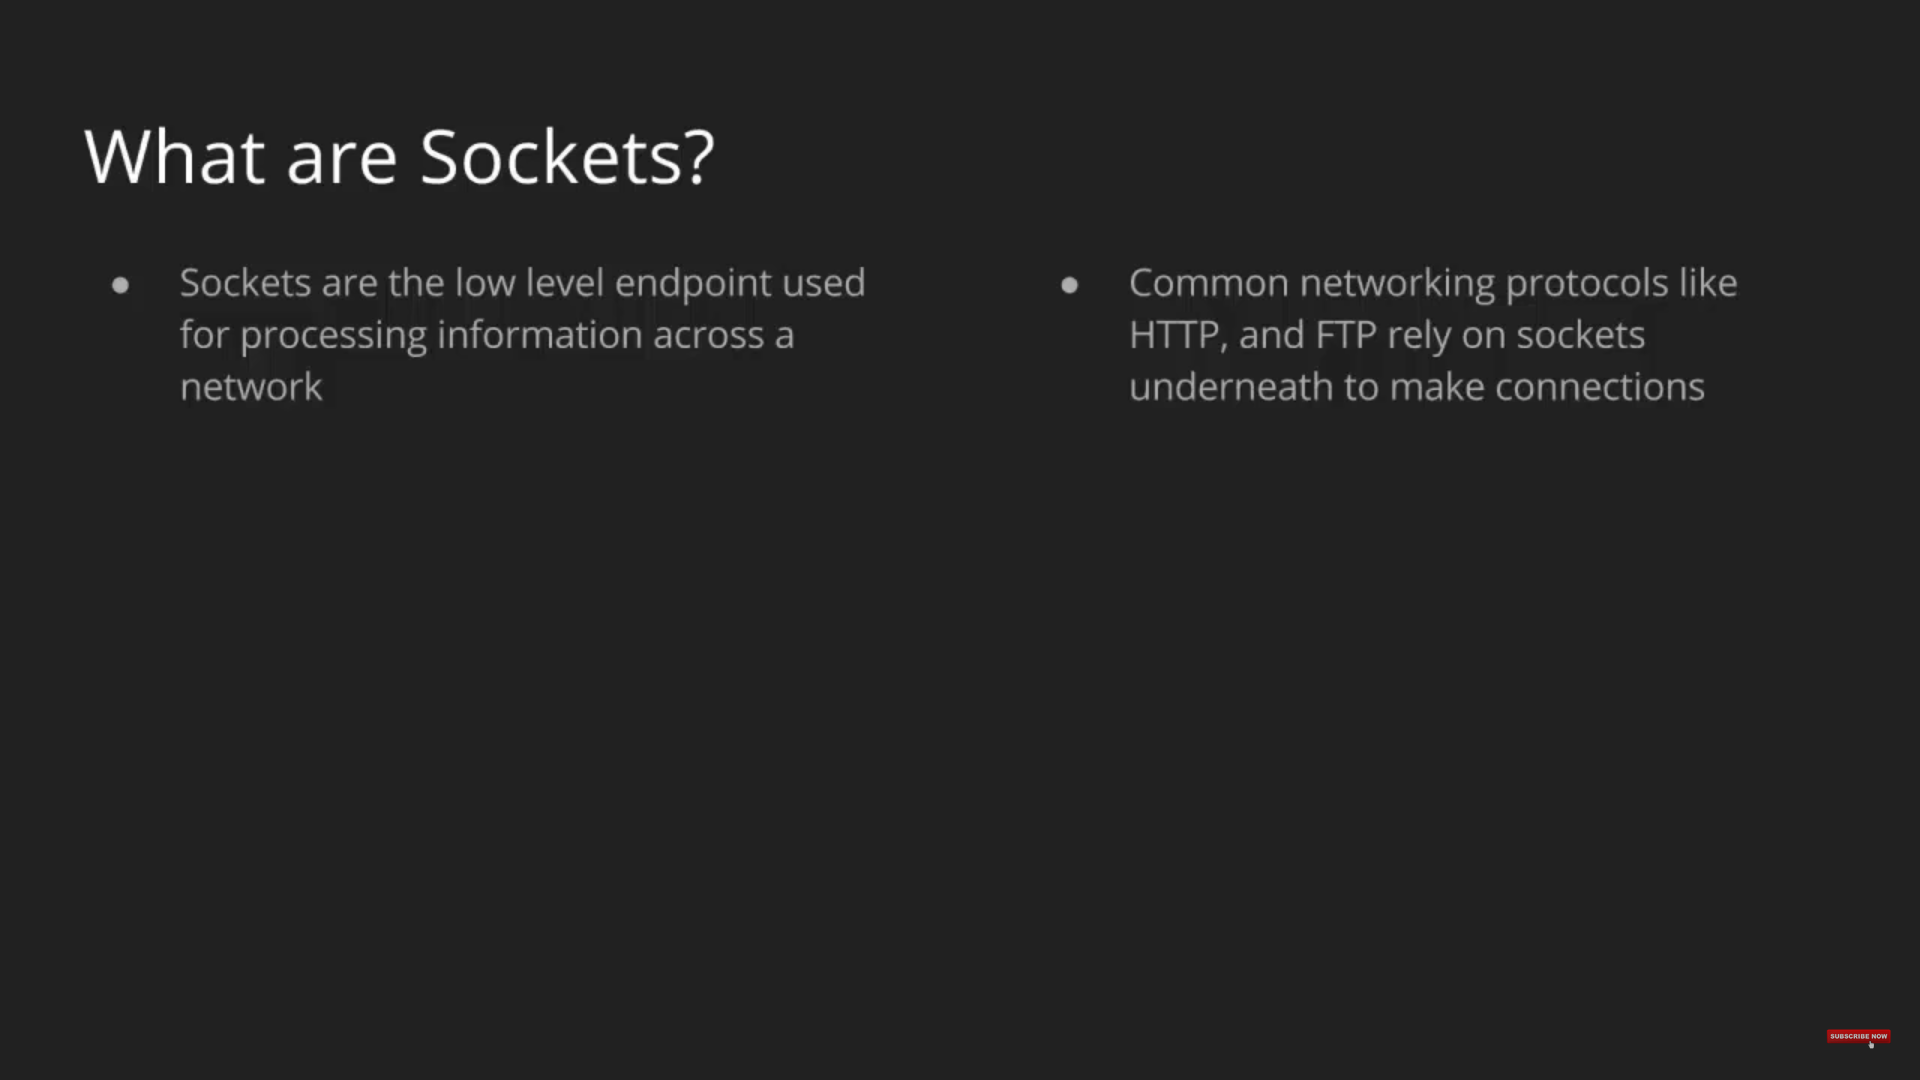 What are Sockets?
● Sockets are the low level endpoint used
for processing information across a
network
● Common networking protocols like
HTTP, and FTP rely on sockets
underneath to make connections
SUBSCRIBE NOW